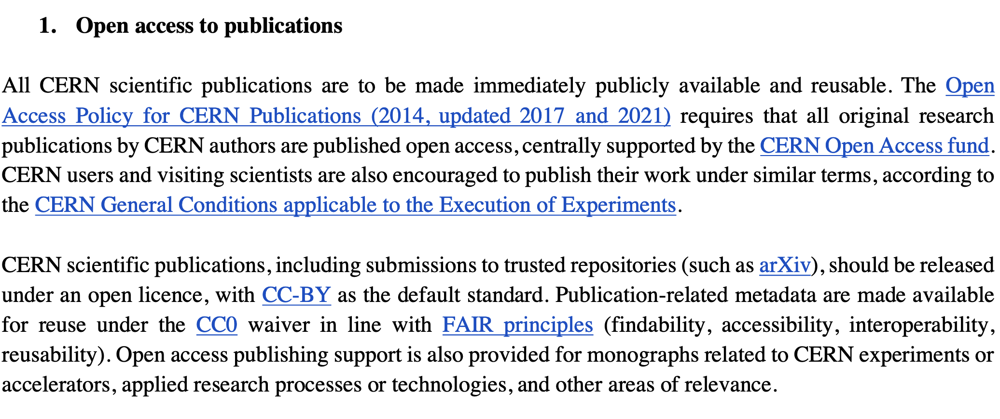 1. Open access to publications
All CERN scientific publications are to be made immediately publicly available and reusable. The Open
Access Policy for CERN Publications (2014, updated 2017 and 2021) requires that all original research
publications by CERN authors are published open access, centrally supported by the CERN Open Access fund.
CERN users and visiting scientists are also encouraged to publish their work under similar terms, according to
the CERN General Conditions applicable to the Execution of Experiments.
CERN scientific publications, including submissions to trusted repositories (such as arXiv), should be released
under an open licence, with CC-BY as the default standard. Publication-related metadata are made available
for reuse under the CC0 waiver in line with FAIR principles (findability, accessibility, interoperability,
reusability). Open access publishing support is also provided for monographs related to CERN experiments or
accelerators, applied research processes or technologies, and other areas of relevance.